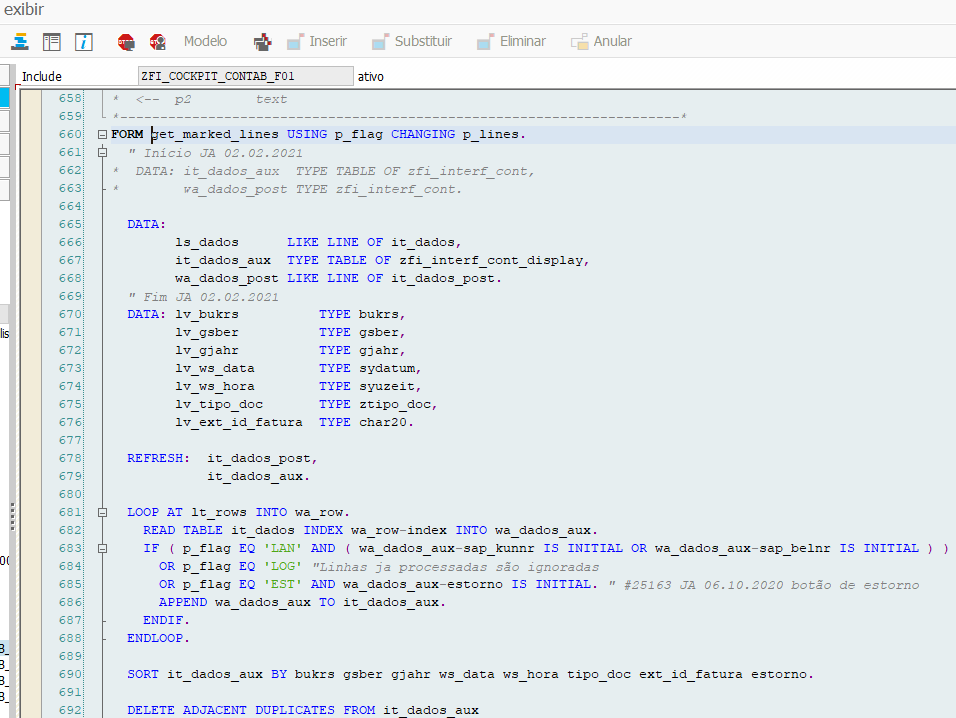 exibir
Modelo Inserir Substituir Eliminar Anular
Include ZFI_COCKPIT_CONTAB_F01 ativo
658 * <-- p2 text
659 *----------------------------------------------------------------------*
660 FORM get_marked_lines USING p_flag CHANGING p_lines.
661 " Início JA 02.02.2021
662 * DATA: it_dados_aux TYPE TABLE OF zfi_interf_cont,
663 * wa_dados_post TYPE zfi_interf_cont.
664
665 DATA:
666 ls_dados LIKE LINE OF it_dados,
667 it_dados_aux TYPE TABLE OF zfi_interf_cont_display,
668 wa_dados_post LIKE LINE OF it_dados_post.
669 " Fim JA 02.02.2021
670 DATA: lv_bukrs TYPE bukrs,
671 lv_gsber TYPE gsber,
672 lv_gjahr TYPE gjahr,
673 lv_ws_data TYPE sydatum,
674 lv_ws_hora TYPE syuzeit,
675 lv_tipo_doc TYPE ztipo_doc,
676 lv_ext_id_fatura TYPE char20.
677
678 REFRESH: it_dados_post,
679 it_dados_aux.
680
681 LOOP AT lt_rows INTO wa_row.
682 READ TABLE it_dados INDEX wa_row-index INTO wa_dados_aux.
683 IF ( p_flag EQ 'LAN' AND ( wa_dados_aux-sap_kunnr IS INITIAL OR wa_dados_aux-sap_belnr IS INITIAL ) )
684 OR p_flag EQ 'LOG' "Linhas ja processadas são ignoradas
685 OR p_flag EQ 'EST' AND wa_dados_aux-estorno IS INITIAL. " #25163 JA 06.10.2020 botão de estorno
686 APPEND wa_dados_aux TO it_dados_aux.
687 ENDIF.
688 ENDLOOP.
689
690 SORT it_dados_aux BY bukrs gsber gjahr ws_data ws_hora tipo_doc ext_id_fatura estorno.
691
692 DELETE ADJACENT DUPLICATES FROM it_dados_aux